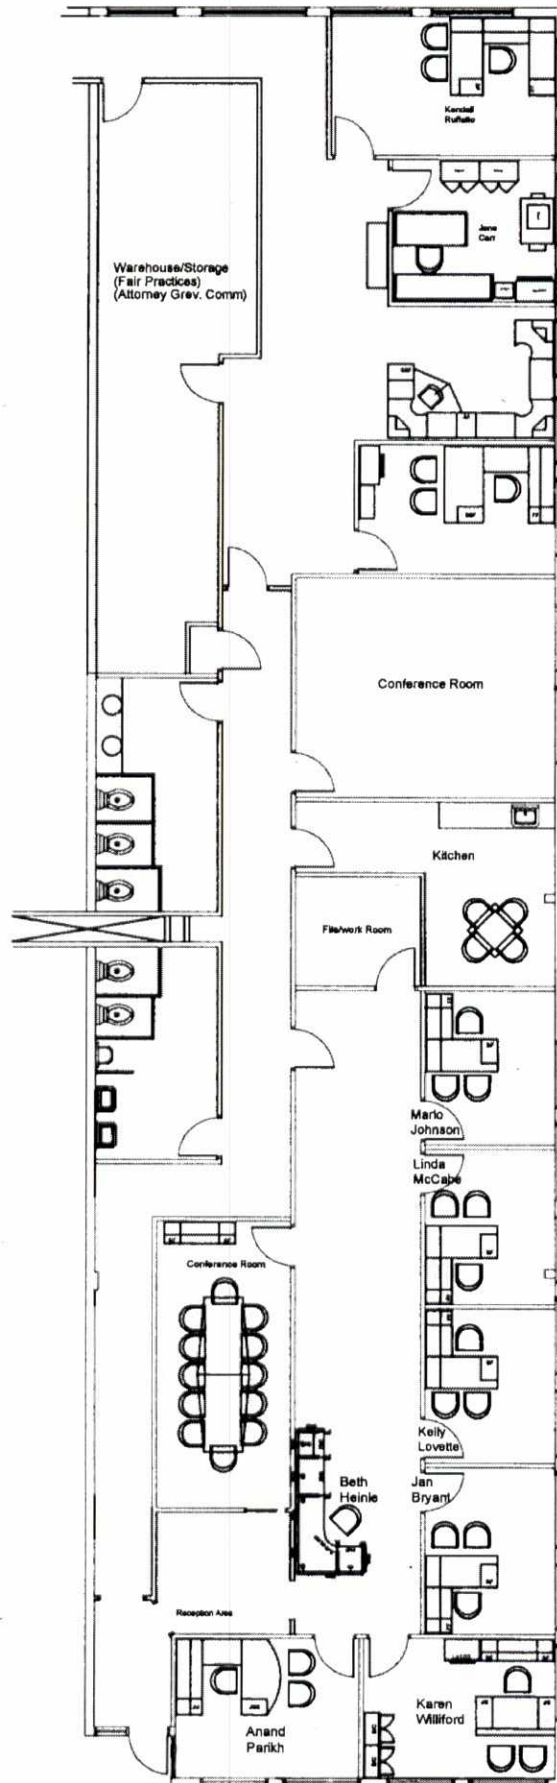 Kendall
Ruffatto
Jane
Carr
Warehouse/Storage
(Fair Practices)
(Attorney Grev. Comm)
Conference Room
Kitchen
File/work Room
Mario
Johnson
Linda
McCabe
Conference Room
Kelly
Lovette
Beth
Heinle
Jan
Bryant
Reception Area
Karen
Williford
Anand
Parikh